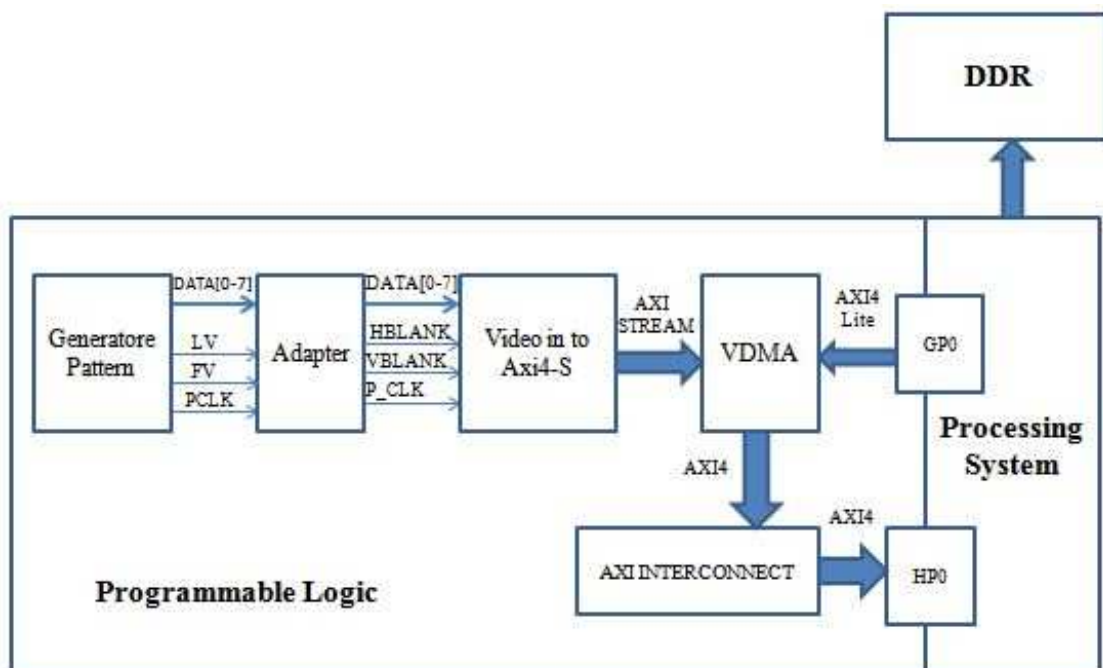 DDR
DATA[0-7]
LV
FV
PCLK
Generatore
Pattern
Adapter
DATA[0-7]
HBLANK
VBLANK
P_CLK
Video in to
Axi4-S
AXI
STREAM
VDMA
AXI4
Lite
GP0
Processing
System
AXI4
AXI INTERCONNECT
AXI4
HP0
Programmable Logic